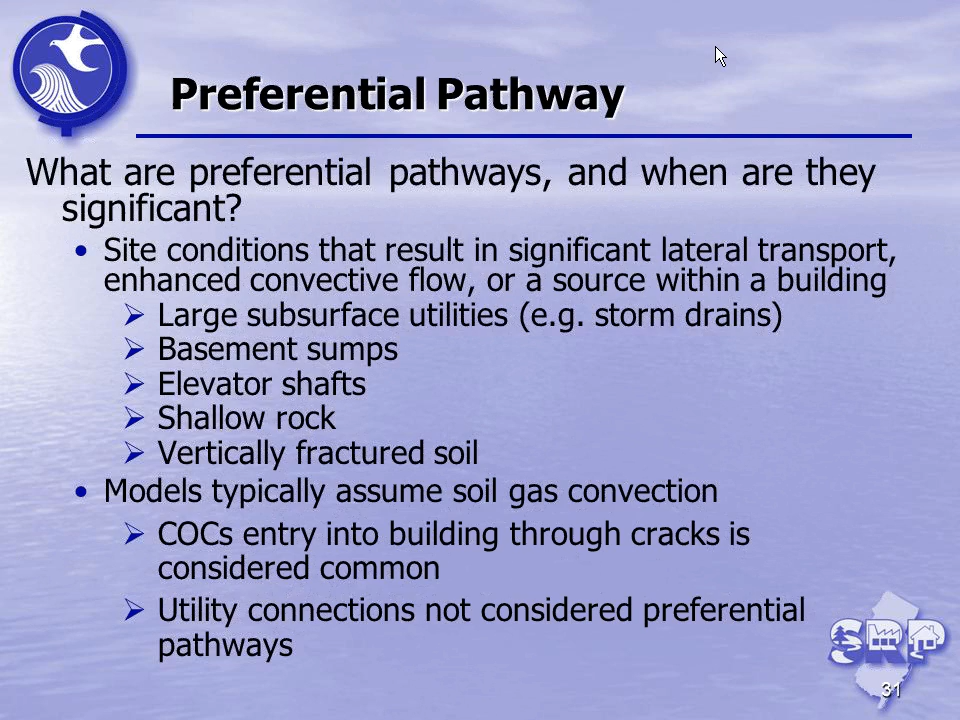 Preferential Pathway
What are preferential pathways, and when are they
significant?
• Site conditions that result in significant lateral transport,
enhanced convective flow, or a source within a building
➢ Large subsurface utilities (e.g. storm drains)
➢ Basement sumps
➢ Elevator shafts
➢ Shallow rock
➢ Vertically fractured soil
• Models typically assume soil gas convection
➢ COCs entry into building through cracks is
considered common
➢ Utility connections not considered preferential
pathways
SRP
31